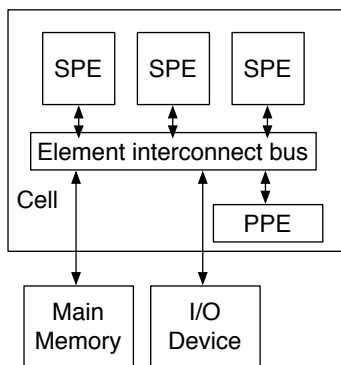 SPE SPE SPE
Element interconnect bus
Cell
PPE
Main
Memory
I/O
Device